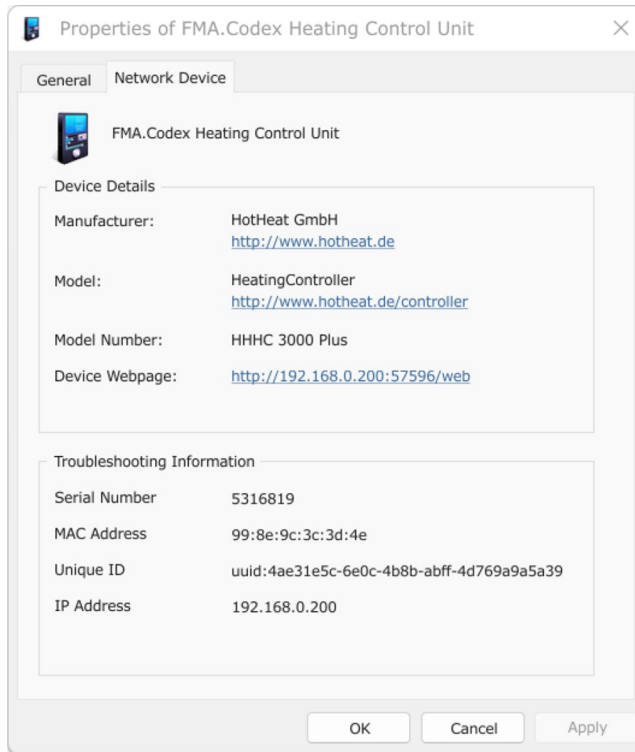 Properties of FMA.Codex Heating Control Unit
General Network Device
FMA.Codex Heating Control Unit
Device Details
Manufacturer: HotHeat GmbH
http://www.hotheat.de
Model: HeatingController
http://www.hotheat.de/controller
Model Number: HHHC 3000 Plus
Device Webpage: http://192.168.0.200:57596/web
Troubleshooting Information
Serial Number 5316819
MAC Address 99:8e:9c:3c:3d:4e
Unique ID uuid:4ae31e5c-6e0c-4b8b-abff-4d769a9a5a39
IP Address 192.168.0.200
OK Cancel Apply